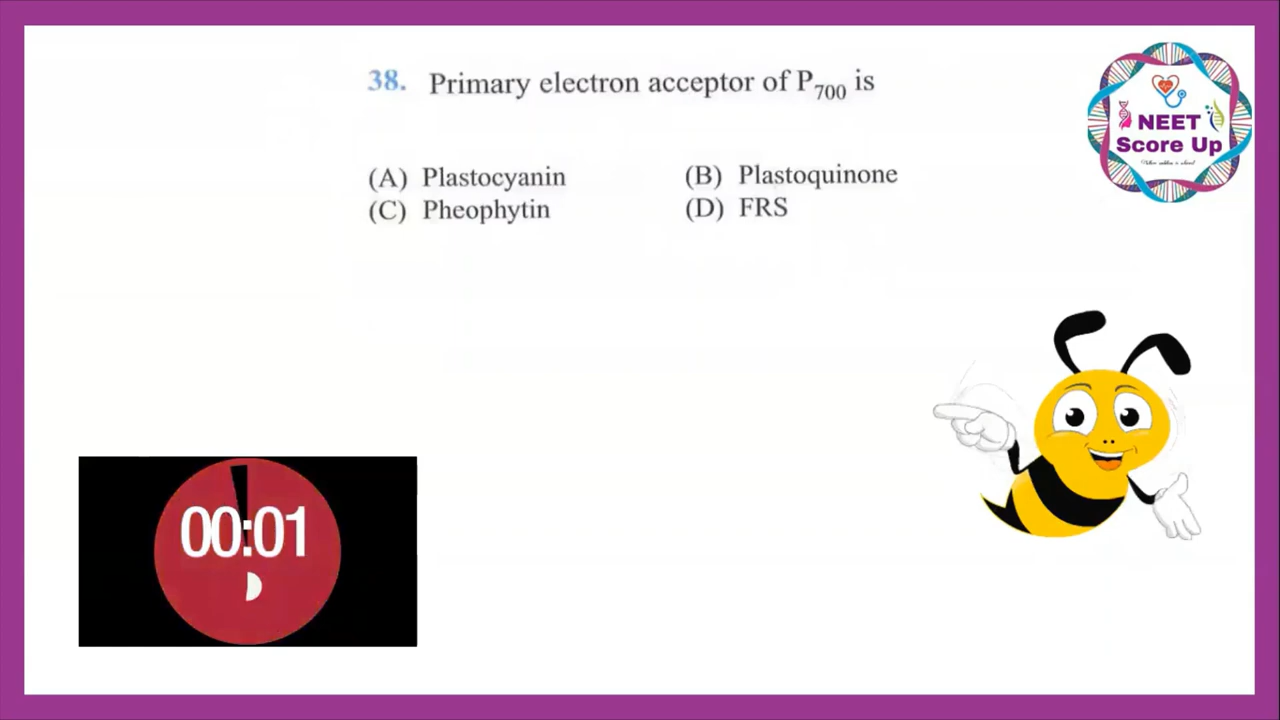 38. Primary electron acceptor of P700 is
(A) Plastocyanin (B) Plastoquinone
(C) Pheophytin (D) FRS
NEET
Score Up
00:01